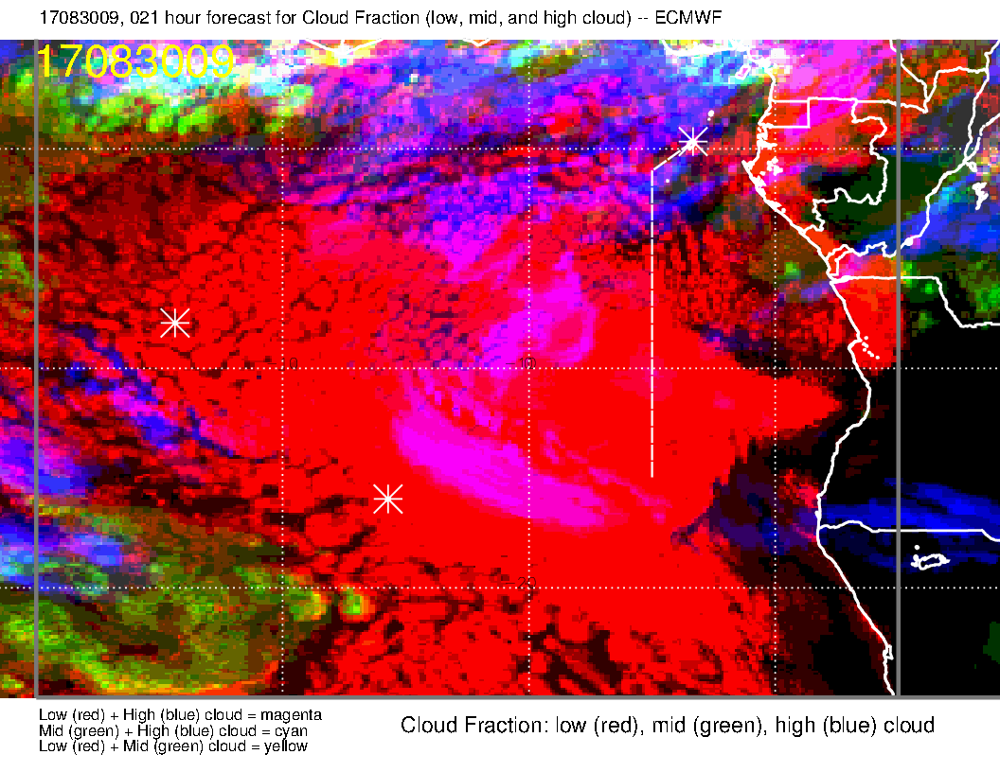 17083009, 021 hour forecast for Cloud Fraction (low, mid, and high cloud) -- ECMWF
17083009
Low (red) + High (blue) cloud = magenta
Mid (green) + High (blue) cloud = cyan
Low (red) + Mid (green) cloud = yellow
Cloud Fraction: low (red), mid (green), high (blue) cloud